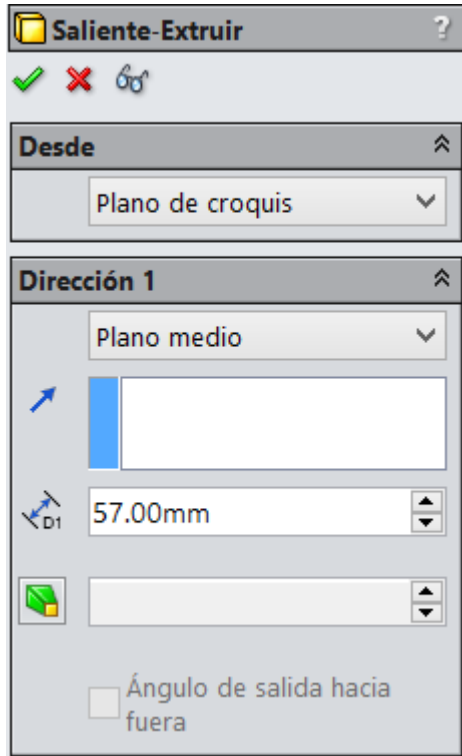 Saliente-Extruir ?
Desde
Plano de croquis
Dirección 1
Plano medio
D1
57.00mm
Ángulo de salida hacia
fuera